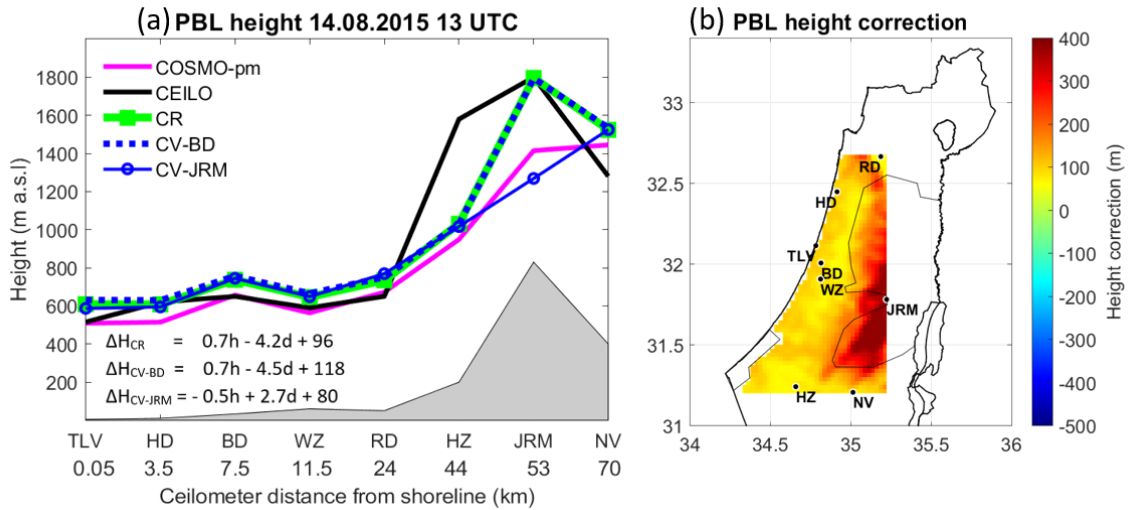 (a) PBL height 14.08.2015 13 UTC
COSMO-pm
CEILO
CR
CV-BD
CV-JRM
ΔHCR = 0.7h - 4.2d + 96
ΔHCV-BD = 0.7h - 4.5d + 118
ΔHCV-JRM = - 0.5h + 2.7d + 80
Height (m a.s.l)
1800
1600
1400
1200
1000
800
600
400
200
TLV HD BD WZ RD HZ JRM NV
0.05 3.5 7.5 11.5 24 44 53 70
Ceilometer distance from shoreline (km)
(b) PBL height correction
33
32.5
32
31.5
31
34 34.5 35 35.5 36
RD
HD
TLV
BD
WZ
JRM
HZ
NV
400
300
200
100
0
-100
-200
-300
-400
-500
Height correction (m)